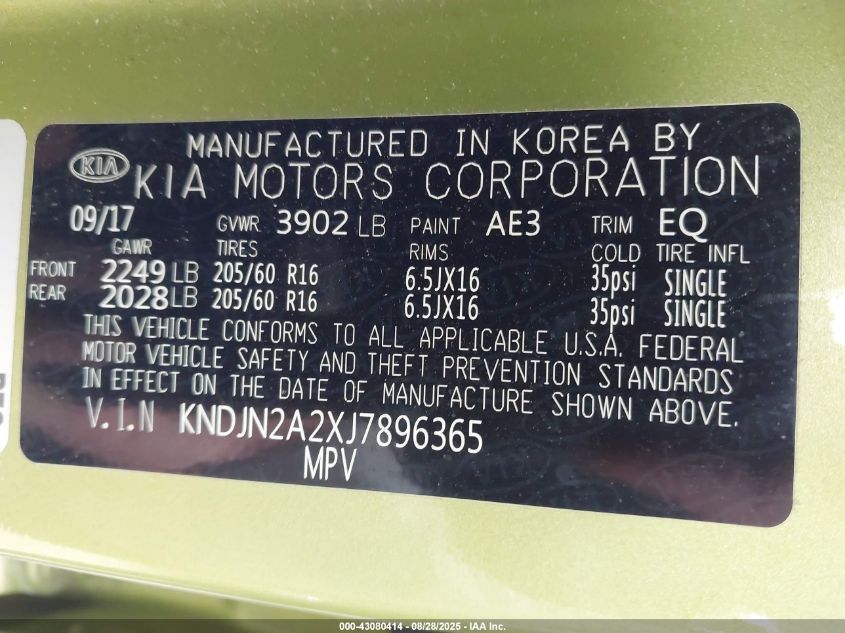 MANUFACTURED IN KOREA BY
KIA KIA MOTORS CORPORATION
09/17 GVWR 3902 LB PAINT AE3 TRIM EQ
GAWR TIRES RIMS COLD TIRE INFL
FRONT 2249 LB 205/60 R16 6.5JX16 35psi SINGLE
REAR 2028 LB 205/60 R16 6.5JX16 35psi SINGLE
THIS VEHICLE CONFORMS TO ALL APPLICABLE U.S.A. FEDERAL
MOTOR VEHICLE SAFETY AND THEFT PREVENTION STANDARDS
IN EFFECT ON THE DATE OF MANUFACTURE SHOWN ABOVE.
V.I.N KNDJN2A2XJ7896365
MPV
000-43080414 - 08/28/2025 - IAA Inc.